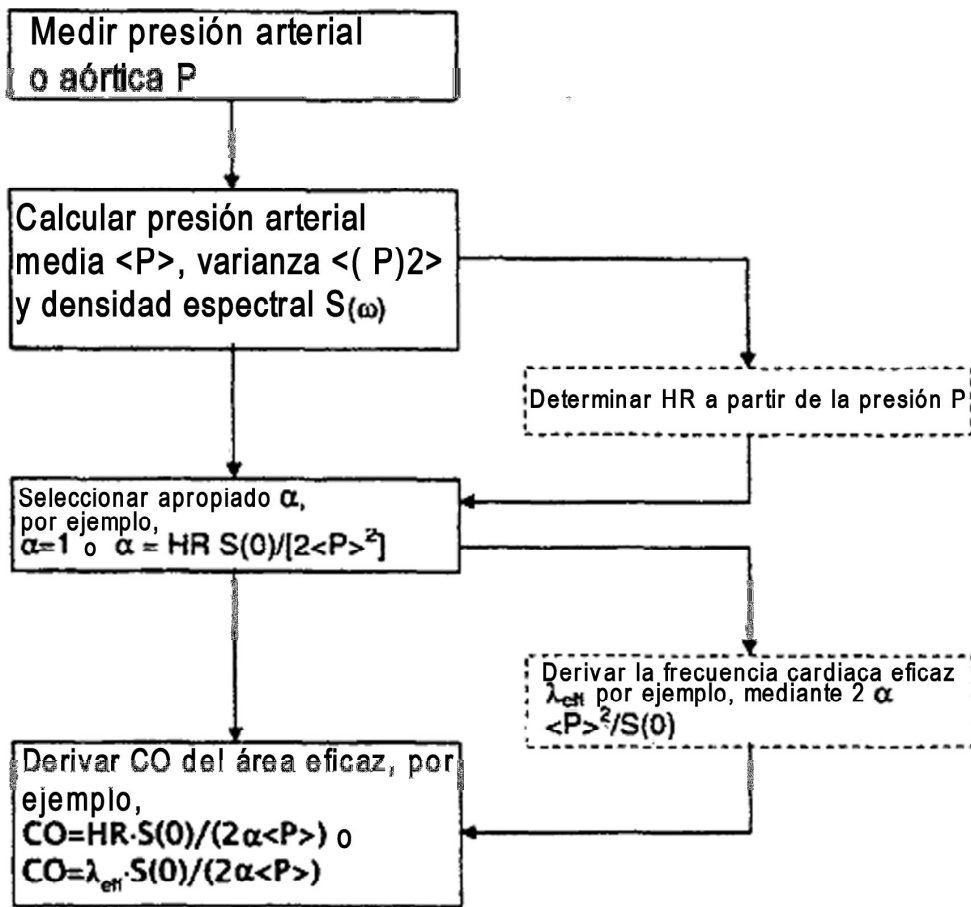 Medir presión arterial
o aórtica P
Calcular presión arterial
media <P>, varianza <( P)2>
y densidad espectral S(ω)
Determinar HR a partir de la presión P
Seleccionar apropiado α,
por ejemplo,
α=1 o α = HR S(0)/[2<P>²]
Derivar la frecuencia cardiaca eficaz
λeff por ejemplo, mediante 2 α
<P>²/S(0)
Derivar CO del área eficaz, por
ejemplo,
CO=HR·S(0)/(2α<P>) o
CO=λeff·S(0)/(2α<P>)